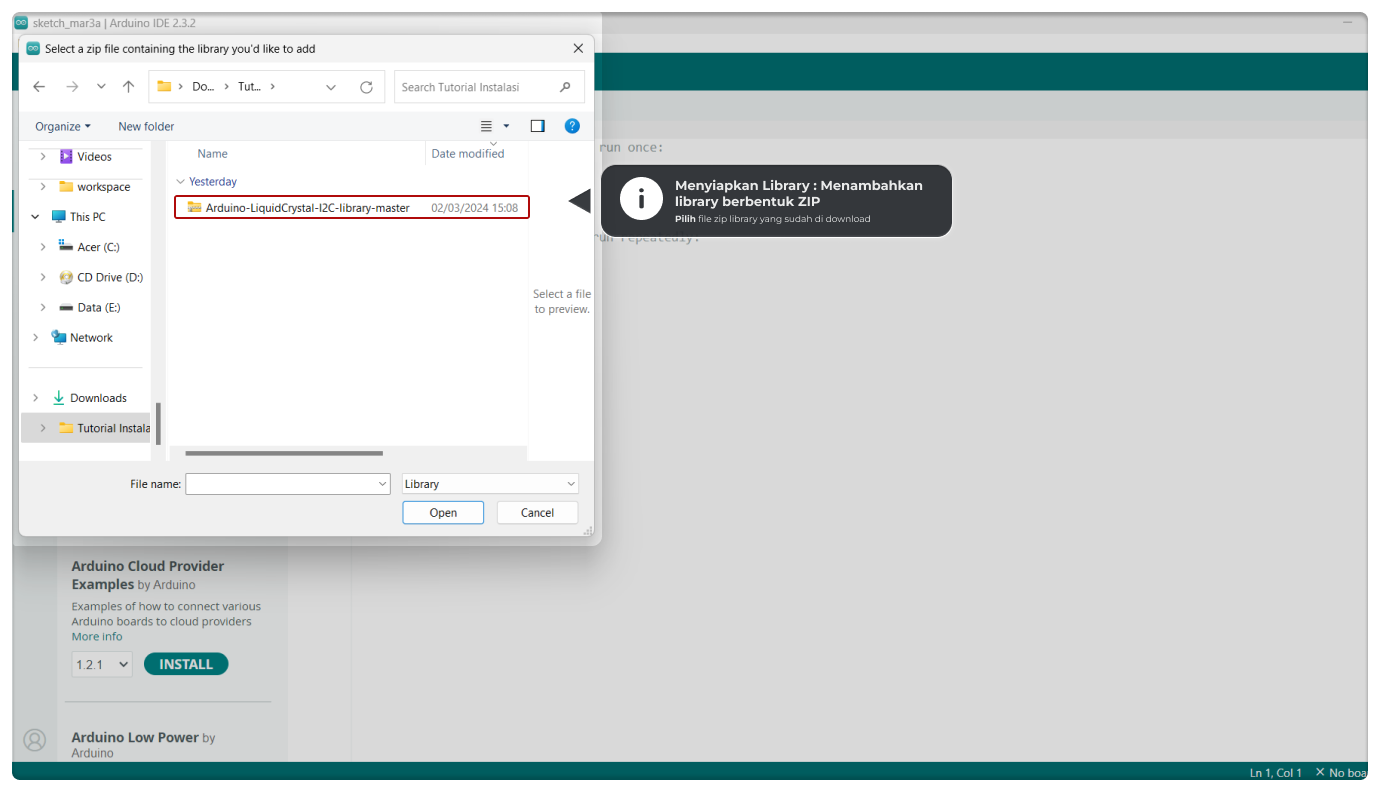 sketch_mar3a | Arduino IDE 2.3.2
Select a zip file containing the library you'd like to add
Do... Tut...
Search Tutorial Instalasi
Organize
New folder
Videos
workspace
This PC
Acer (C:)
CD Drive (D:)
Data (E:)
Network
Downloads
Tutorial Instala
Name
Date modified
Yesterday
Arduino-LiquidCrystal-I2C-library-master 02/03/2024 15:08
Select a file
to preview.
File name:
Library
Open
Cancel
run once:
Menyiapkan Library : Menambahkan
library berbentuk ZIP
Pilih file zip library yang sudah di download
run repeatedly:
Arduino Cloud Provider
Examples by Arduino
Examples of how to connect various
Arduino boards to cloud providers
More info
1.2.1
INSTALL
Arduino Low Power by
Arduino
Ln 1, Col 1
No boa